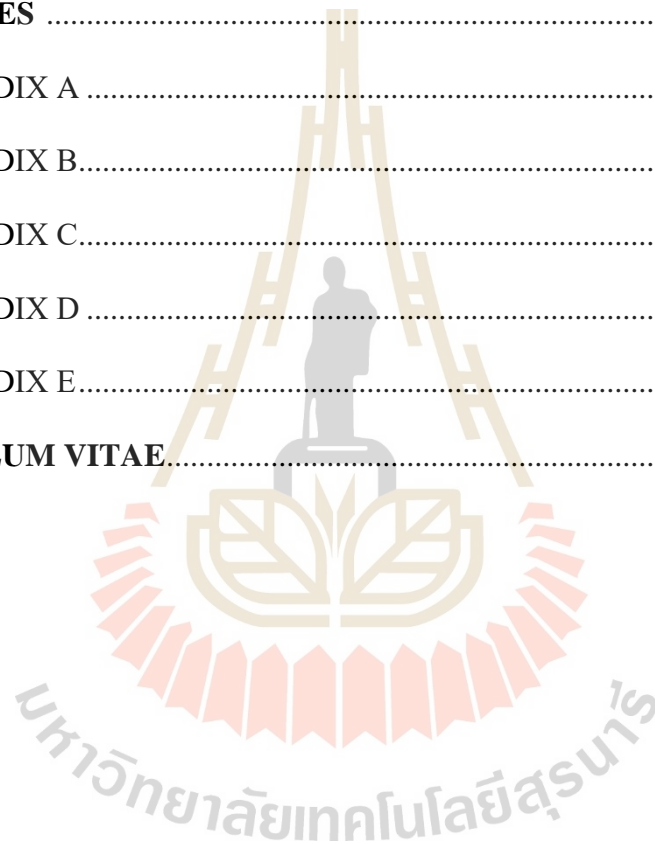 ES ................................................................................
DIX A ...........................................................................
DIX B............................................................................
DIX C............................................................................
DIX D ...........................................................................
DIX E............................................................................
LUM VITAE................................................................
มหาวิทยาลัยเทคโนโลยีสุรนารี